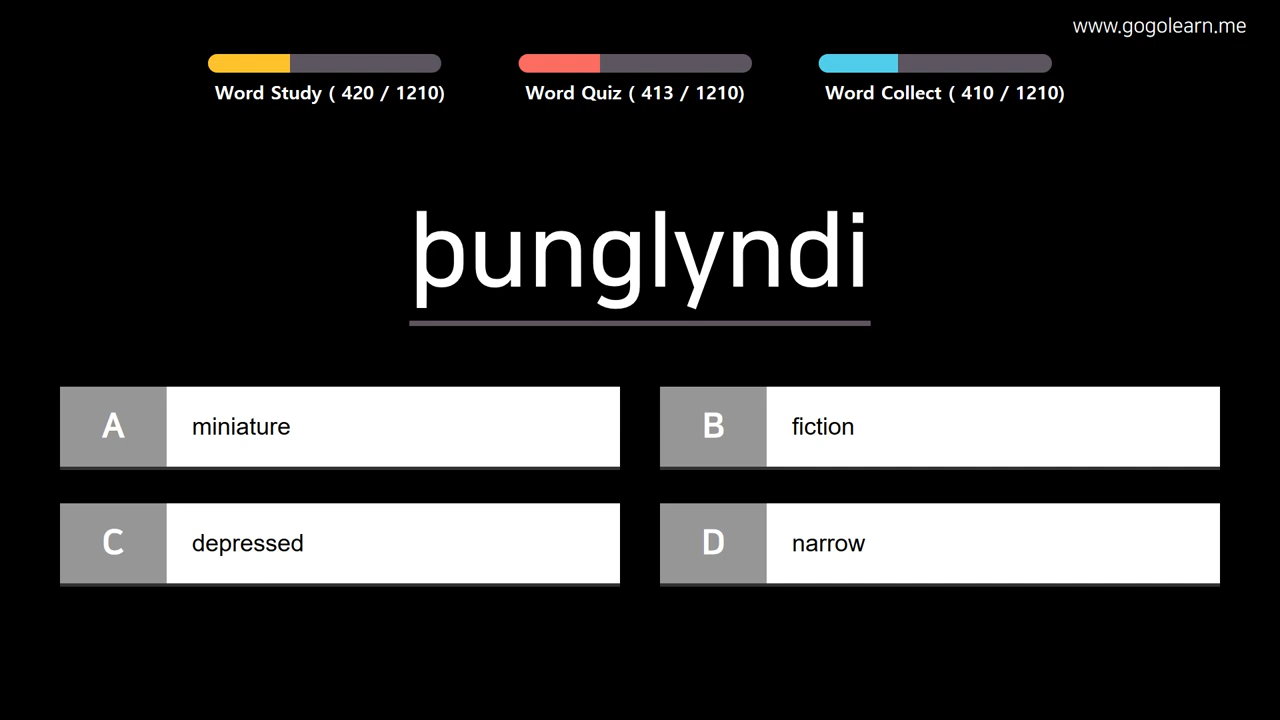 www.gogolearn.me
Word Study ( 420 / 1210)
Word Quiz ( 413 / 1210)
Word Collect ( 410 / 1210)
þunglyndi
A miniature
B fiction
C depressed
D narrow